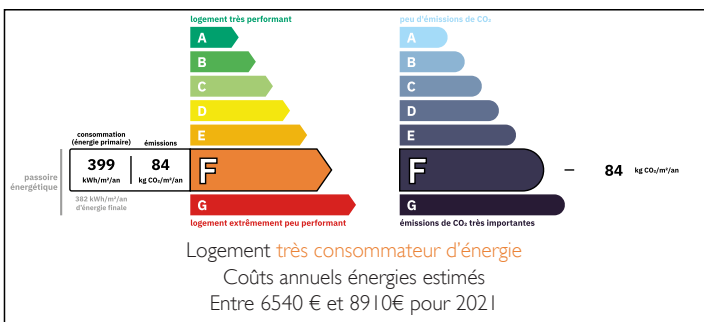 logement très performant
A
B
C
D
E
consommation
(énergie primaire)
émissions
passoire
énergétique
399
kWh/m²/an
84
kg CO₂/m²/an
F
382 kWh/m²/an
d'énergie finale
G
logement extrêmement peu performant
peu d'émissions de CO₂
A
B
C
D
E
F
84 kg CO₂/m²/an
G
émissions de CO₂ très importantes
Logement très consommateur d'énergie
Coûts annuels énergies estimés
Entre 6540 € et 8910€ pour 2021